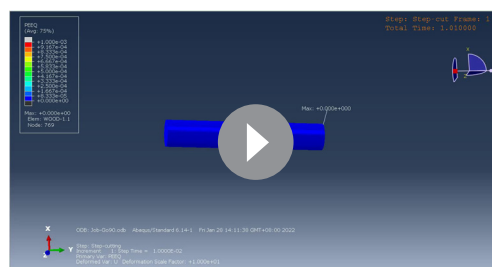 PEEQ
(Avg: 75%)
+1.000e-03
+9.167e-04
+8.333e-04
+7.500e-04
+6.667e-04
+5.833e-04
+5.000e-04
+4.167e-04
+3.333e-04
+2.500e-04
+1.667e-04
+8.333e-05
+0.000e+00
Max: +0.000e+00
Elem: WOOD-1.1
Node: 769
Step: Step-cut Frame: 1
Total Time: 1.010000
X
Z
Max: +0.000e+000
X
Y
Z
ODB: Job-Gc90.odb Abaqus/Standard 6.14-1 Fri Jan 28 14:11:36 GMT+09:00 2022
Step: Step-cutting
Increment 1: Step Time = 1.0000E-02
Primary Var: PEEQ
Deformed Var: U Deformation Scale Factor: +1.000e+01